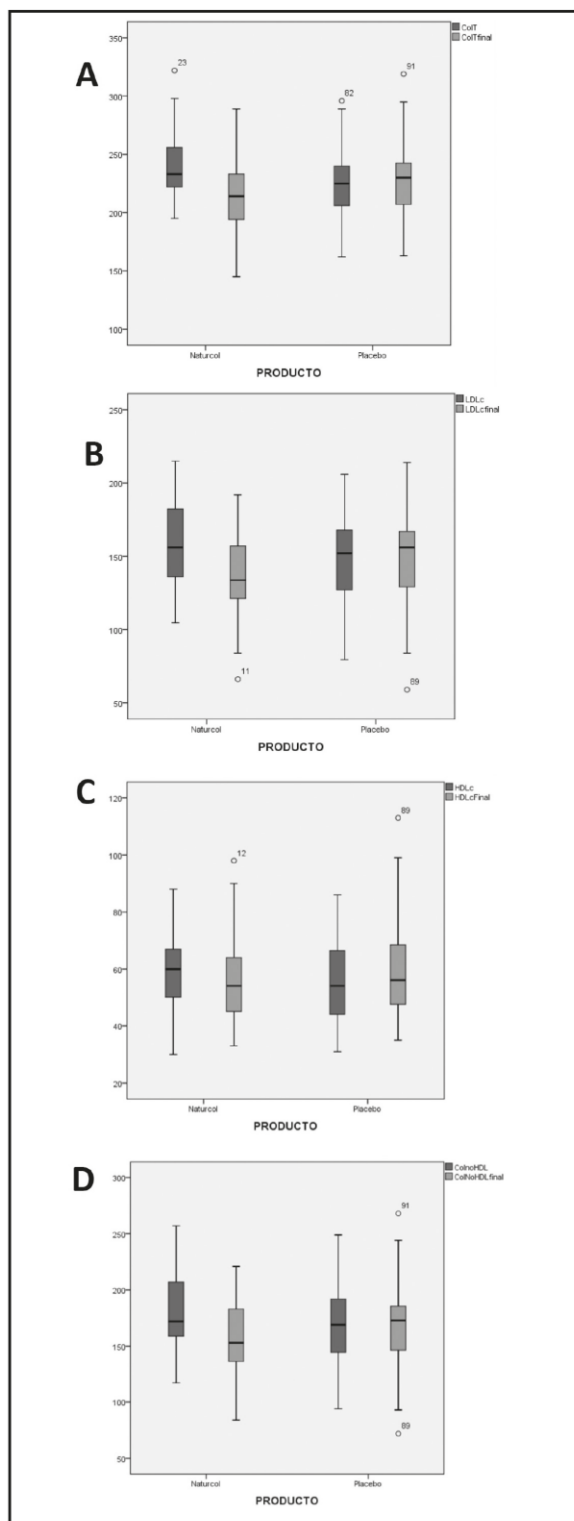 A
ColT
ColTfinal
350
300
250
200
150
100
23
82
91
Naturcol
Placebo
PRODUCTO
B
LDLc
LDLcfinal
250
200
150
100
50
11
89
Naturcol
Placebo
PRODUCTO
C
HDLc
HDLcFinal
120
100
80
60
40
20
12
89
Naturcol
Placebo
PRODUCTO
D
ColnoHDL
ColNoHDLfinal
300
250
200
150
100
50
91
89
Naturcol
Placebo
PRODUCTO